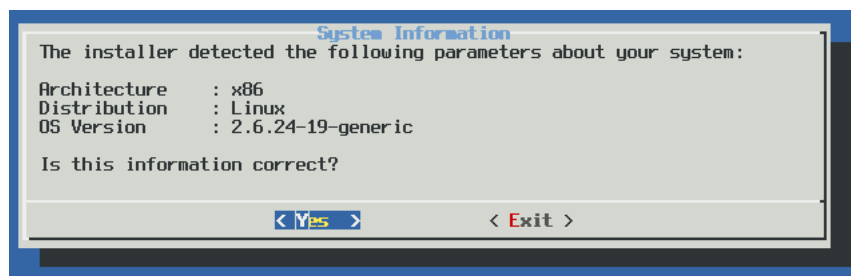 System Information
The installer detected the following parameters about your system:
Architecture : x86
Distribution : Linux
OS Version : 2.6.24-19-generic
Is this information correct?
< Yes > < Exit >